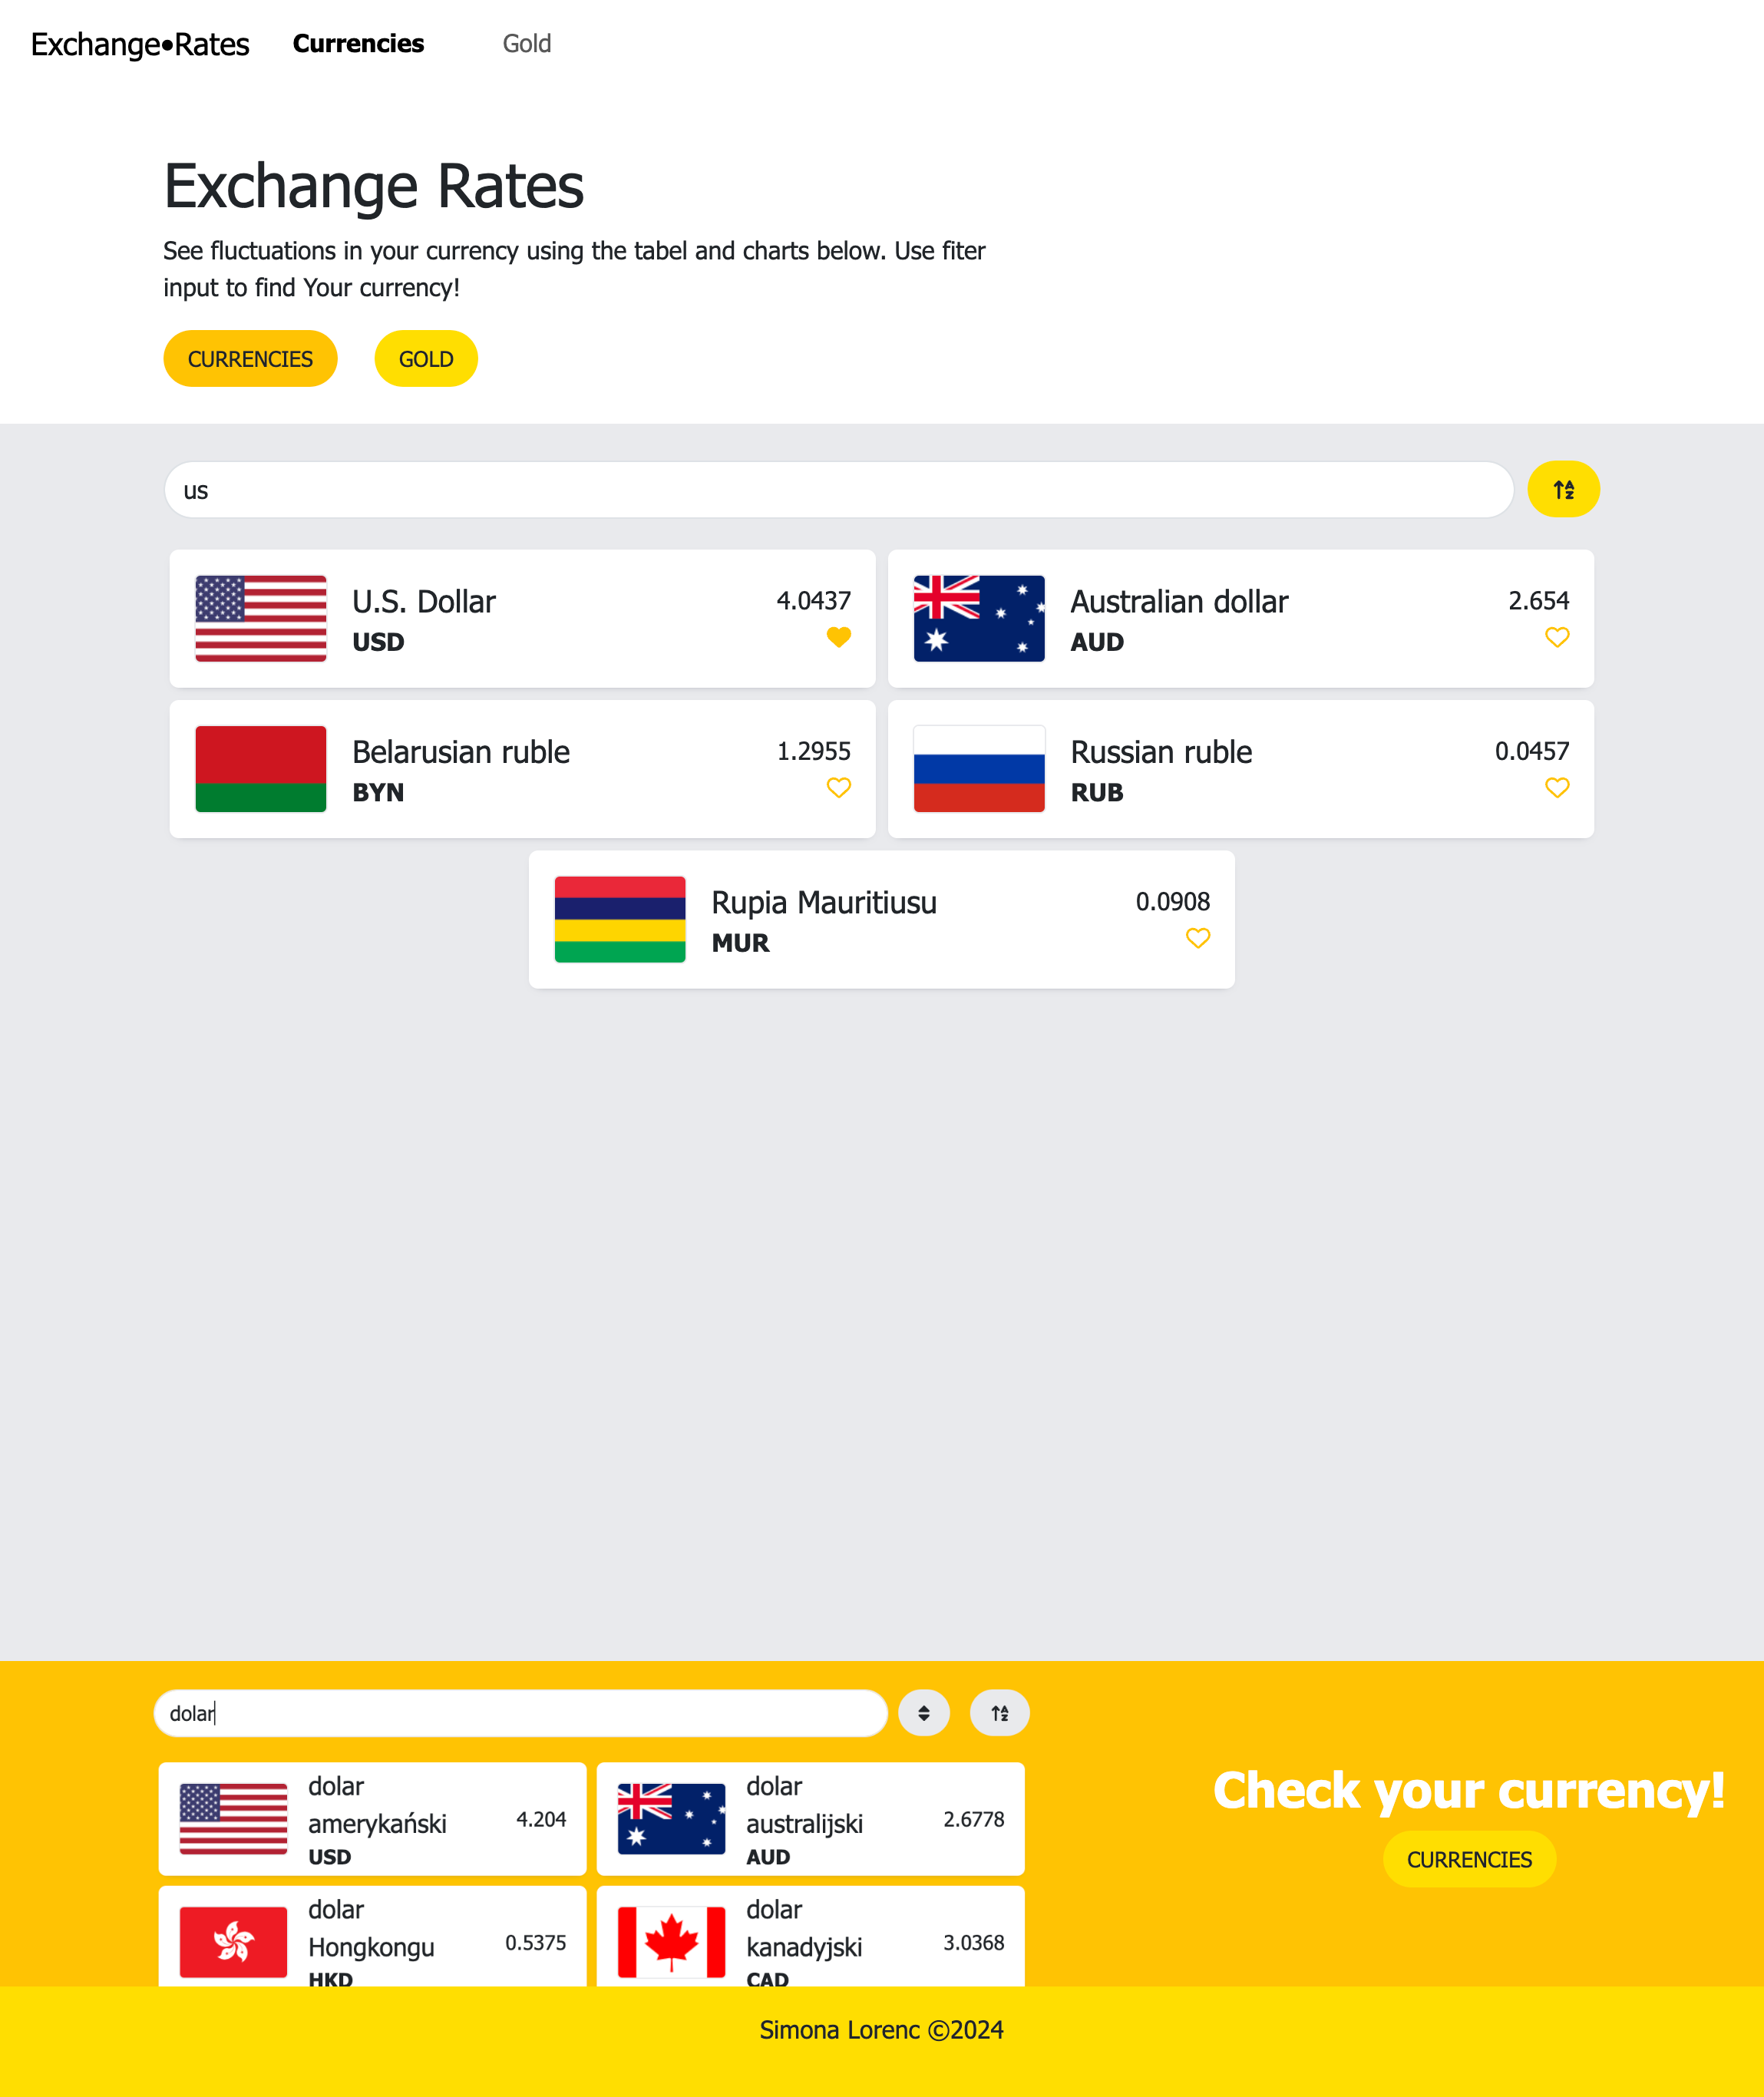 Exchange•Rates Currencies Gold
Exchange Rates
See fluctuations in your currency using the tabel and charts below. Use fiter
input to find Your currency!
CURRENCIES GOLD
us
U.S. Dollar 4.0437
USD
Australian dollar 2.654
AUD
Belarusian ruble 1.2955
BYN
Russian ruble 0.0457
RUB
Rupia Mauritiusu 0.0908
MUR
dolar
dolar
amerykański 4.204
USD
dolar
australijski 2.6778
AUD
dolar
Hongkongu 0.5375
HKD
dolar
kanadyjski 3.0368
CAD
Check your currency!
CURRENCIES
Simona Lorenc ©2024